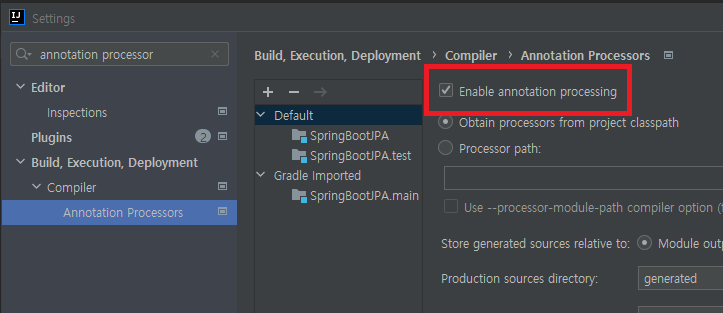 IJ
Settings
annotation processor
Editor
Inspections
Plugins 2
Build, Execution, Deployment
Compiler
Annotation Processors
Build, Execution, Deployment › Compiler › Annotation Processors
Default
SpringBootJPA
SpringBootJPA.test
Gradle Imported
SpringBootJPA.main
Enable annotation processing
Obtain processors from project classpath
Processor path:
Use --processor-module-path compiler option (
Store generated sources relative to: Module outp
Production sources directory: generated